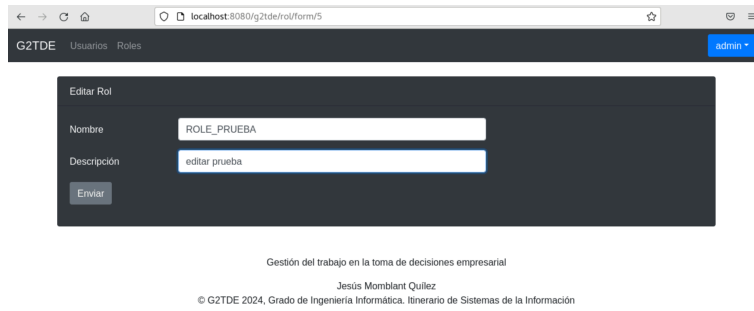 localhost:8080/g2tde/rol/form/5
G2TDE Usuarios Roles admin
Editar Rol
Nombre ROLE_PRUEBA
Descripción editar prueba
Enviar
Gestión del trabajo en la toma de decisiones empresarial
Jesús Momblant Quílez
© G2TDE 2024, Grado de Ingeniería Informática. Itinerario de Sistemas de la Información